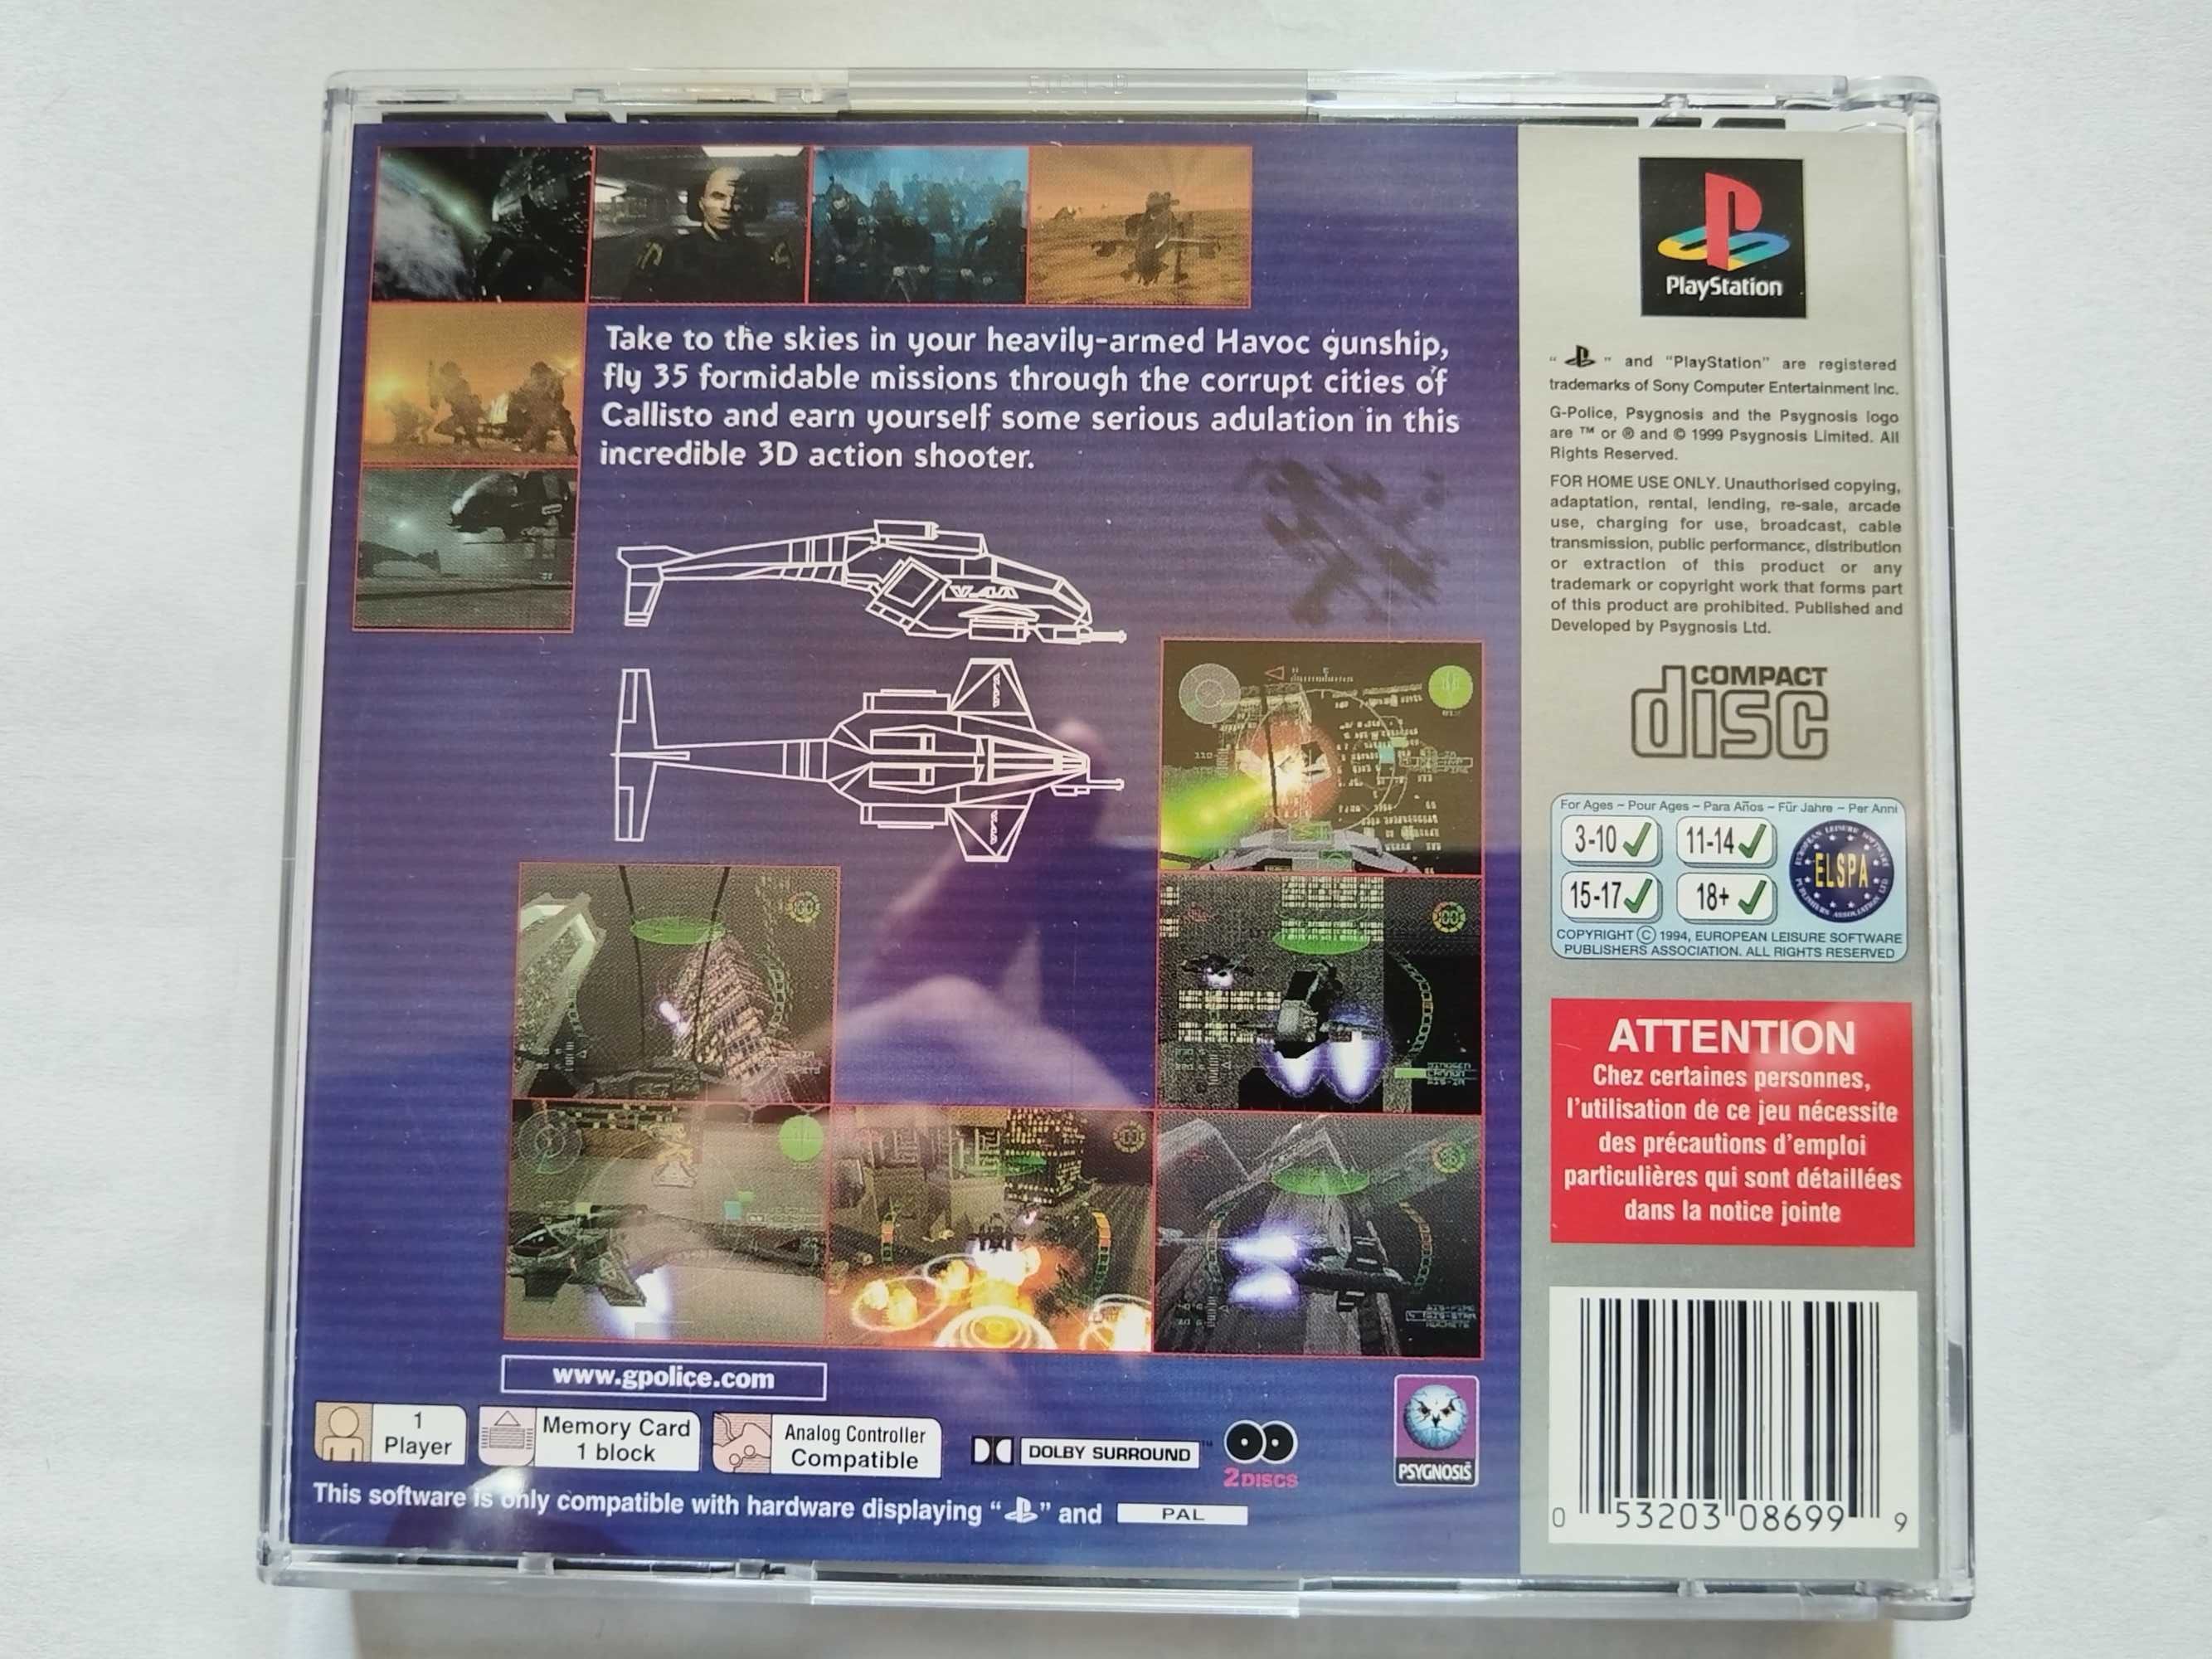 Take to the skies in your heavily-armed Havoc gunship,
fly 35 formidable missions through the corrupt cities of
Callisto and earn yourself some serious adulation in this
incredible 3D action shooter.
www.gpolice.com
1
Player
Memory Card
1 block
Analog Controller
Compatible
DOLBY SURROUND
2 DISCS
PSYGNOSIS
This software is only compatible with hardware displaying “ ” and PAL
PlayStation
“ ” and “PlayStation” are registered
trademarks of Sony Computer Entertainment Inc.
G-Police, Psygnosis and the Psygnosis logo
are ™ or ® and © 1999 Psygnosis Limited. All
Rights Reserved.
FOR HOME USE ONLY. Unauthorised copying,
adaptation, rental, lending, re-sale, arcade
use, charging for use, broadcast, cable
transmission, public performance, distribution
or extraction of this product or any
trademark or copyright work that forms part
of this product are prohibited. Published and
Developed by Psygnosis Ltd.
COMPACT
disc
For Ages ~ Pour Ages ~ Para Años ~ Für Jahre ~ Per Anni
3-10 11-14
15-17 18+
ELSPA
COPYRIGHT © 1994, EUROPEAN LEISURE SOFTWARE
PUBLISHERS ASSOCIATION. ALL RIGHTS RESERVED
ATTENTION
Chez certaines personnes,
l'utilisation de ce jeu nécessite
des précautions d'emploi
particulières qui sont détaillées
dans la notice jointe
0 53203 08699 9